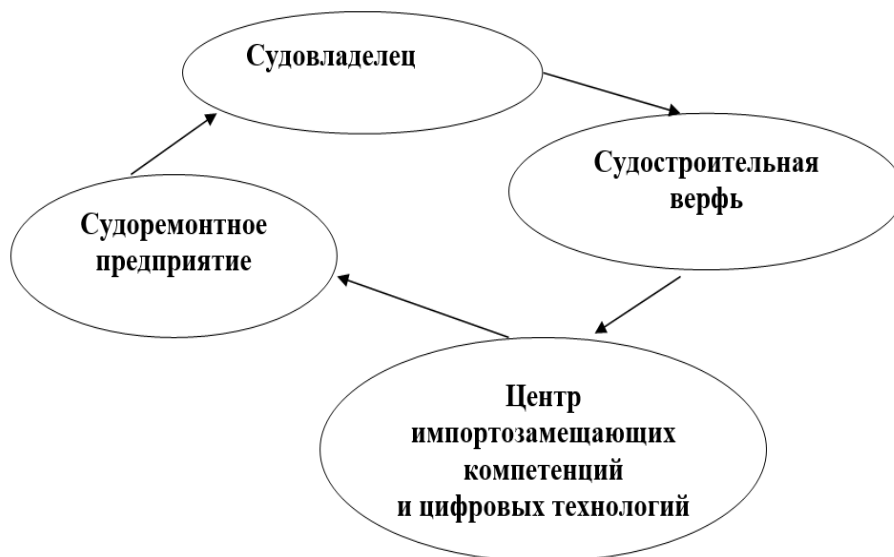 Судовладелец
Судостроительная
верфь
Судоремонтное
предприятие
Центр
импортозамещающих
компетенций
и цифровых технологий